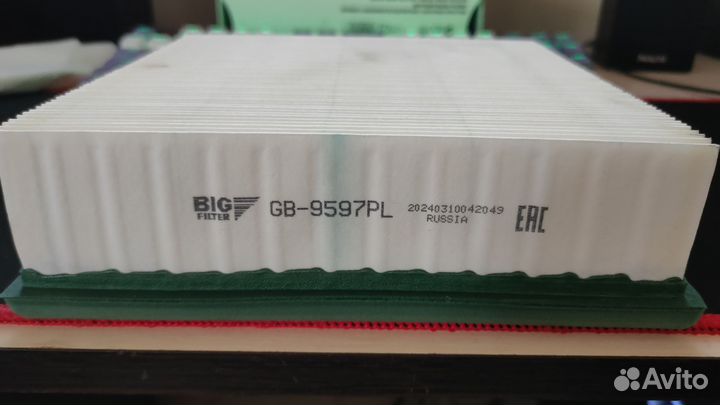 BIG
FILTER
GB-9597PL
20240310042049
RUSSIA
EAC
Avito